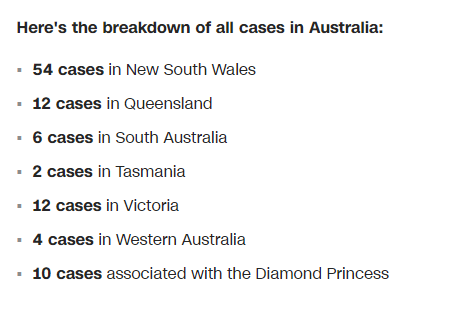 Here's the breakdown of all cases in Australia:
54 cases in New South Wales
12 cases in Queensland
6 cases in South Australia
2 cases in Tasmania
12 cases in Victoria
4 cases in Western Australia
10 cases associated with the Diamond Princess